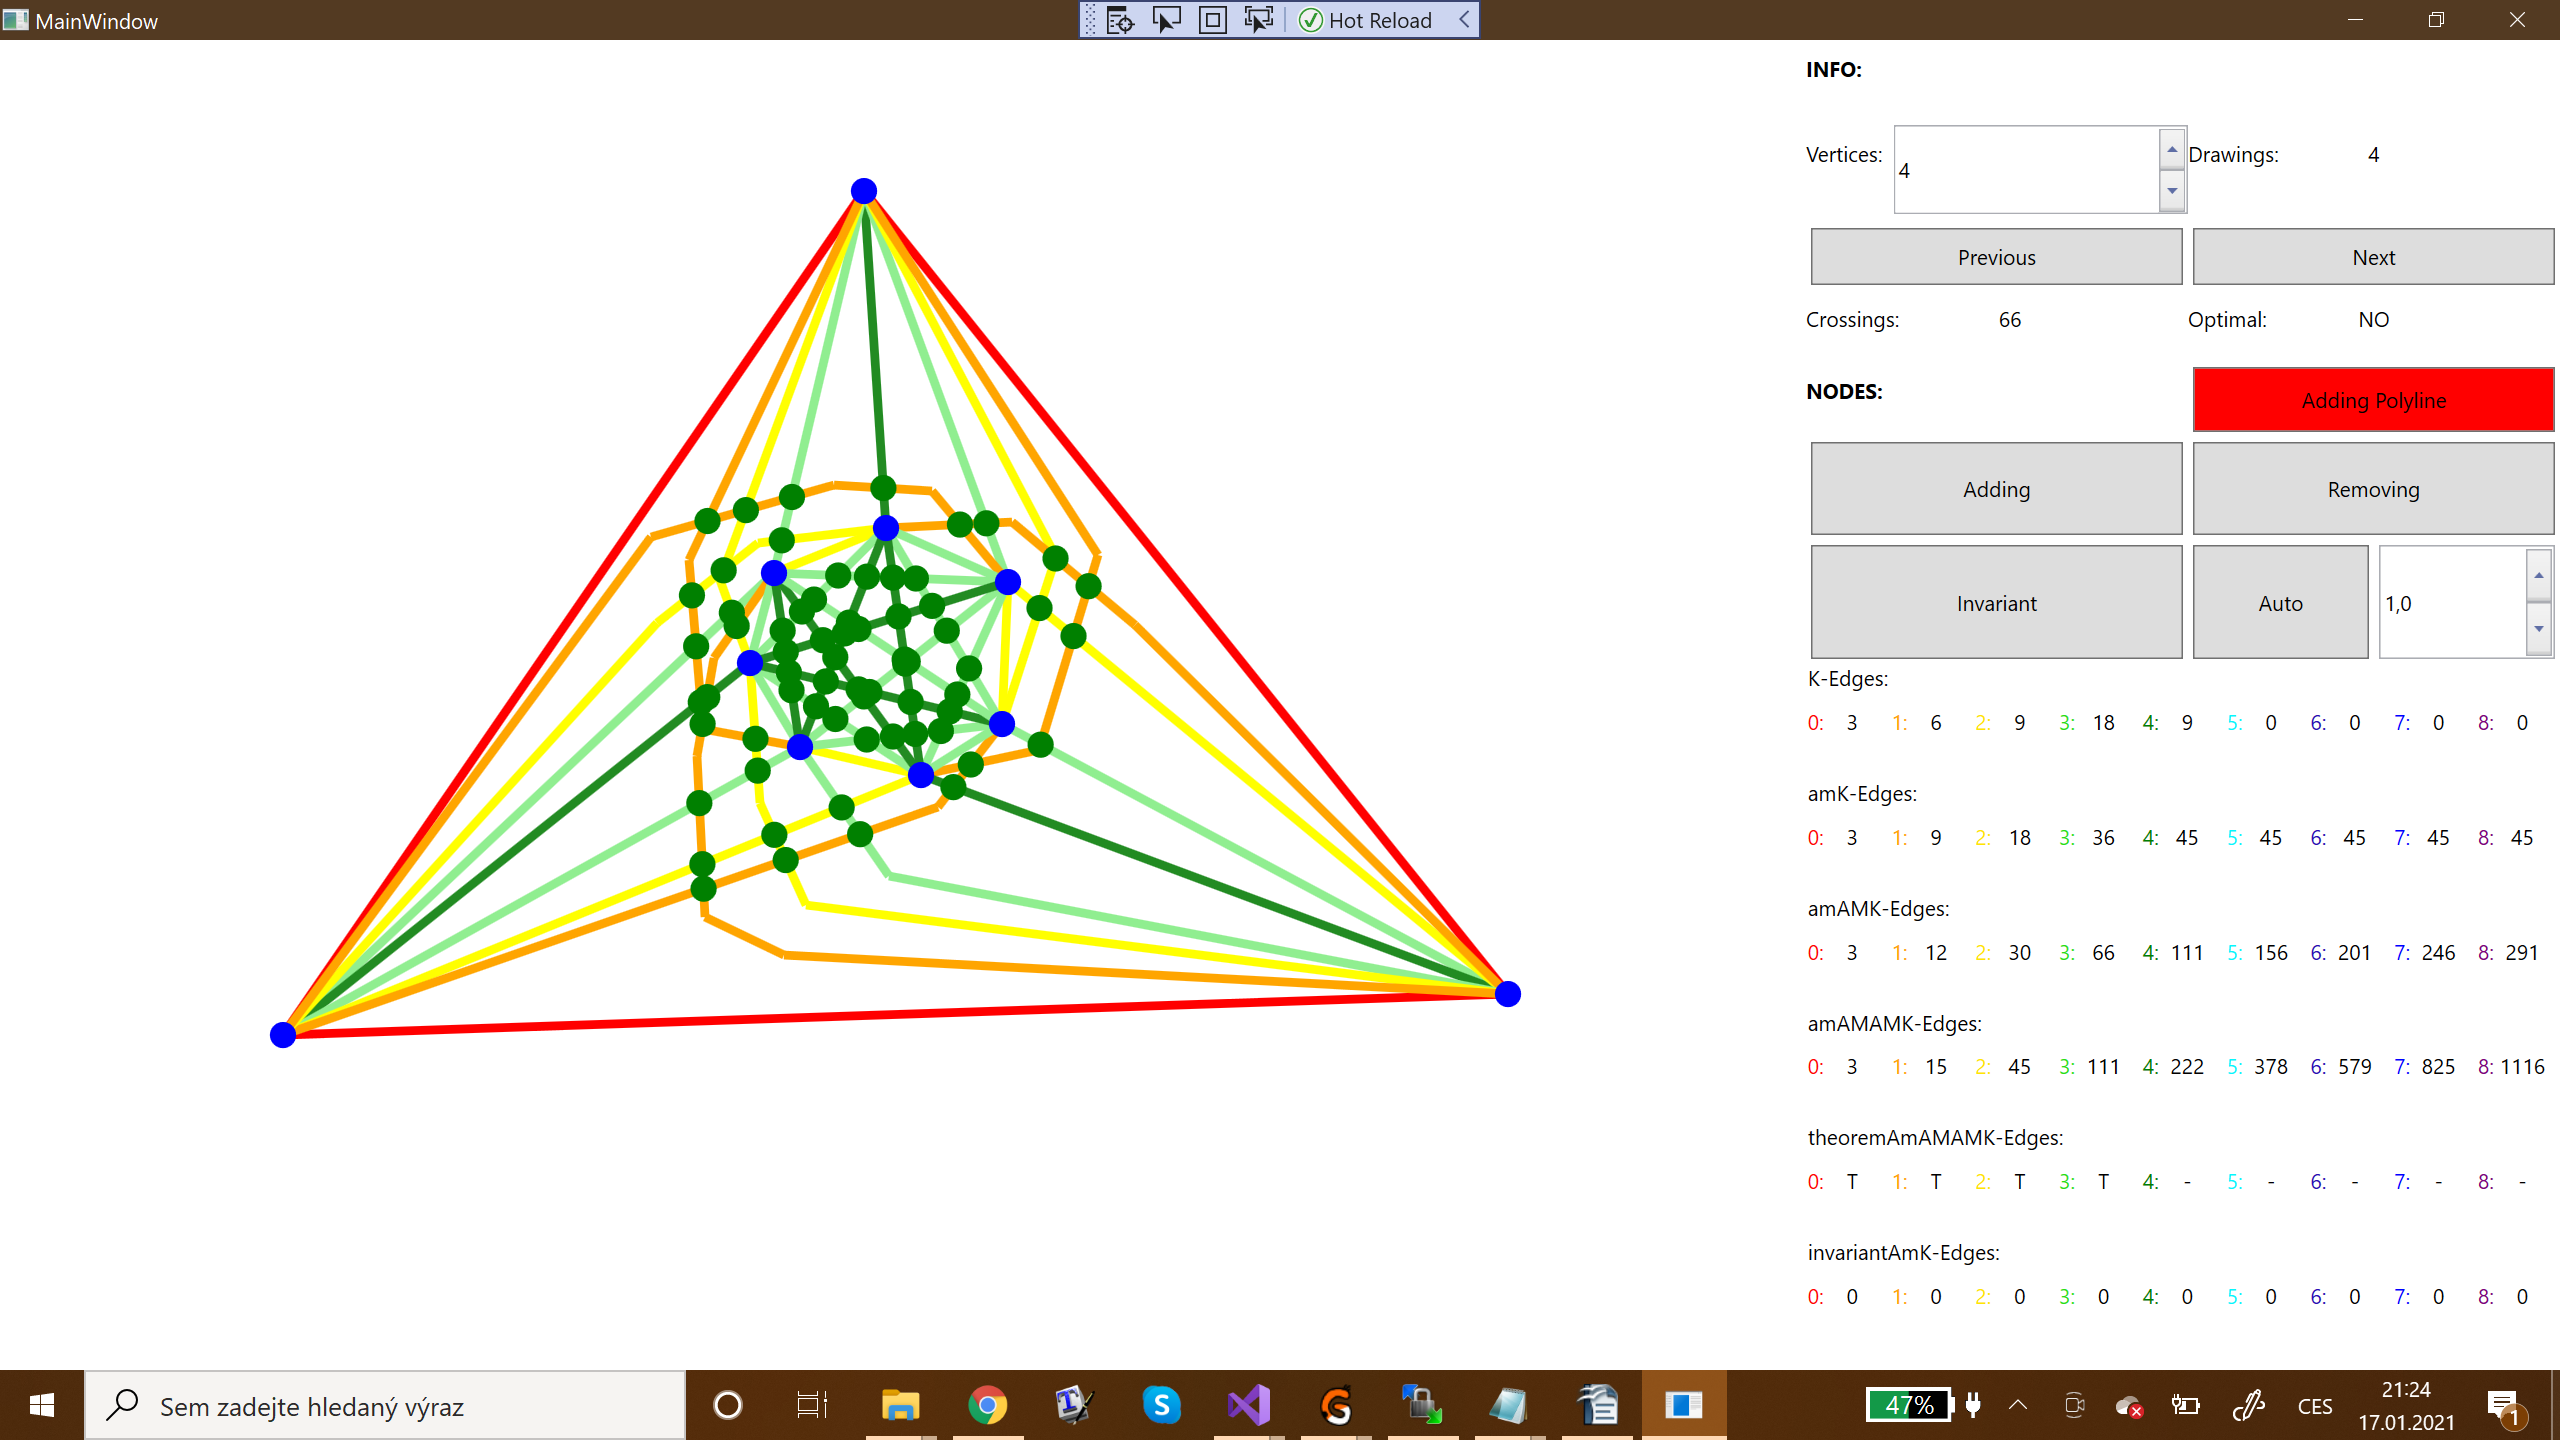 MainWindow
Hot Reload
INFO:
Vertices: 4 Drawings: 4
Previous Next
Crossings: 66 Optimal: NO
NODES: Adding Polyline
Adding Removing
Invariant Auto 1,0
K-Edges:
0: 3 1: 6 2: 9 3: 18 4: 9 5: 0 6: 0 7: 0 8: 0
amK-Edges:
0: 3 1: 9 2: 18 3: 36 4: 45 5: 45 6: 45 7: 45 8: 45
amAMK-Edges:
0: 3 1: 12 2: 30 3: 66 4: 111 5: 156 6: 201 7: 246 8: 291
amAMAMK-Edges:
0: 3 1: 15 2: 45 3: 111 4: 222 5: 378 6: 579 7: 825 8: 1116
theoremAmAMAMK-Edges:
0: T 1: T 2: T 3: T 4: - 5: - 6: - 7: - 8: -
invariantAmK-Edges:
0: 0 1: 0 2: 0 3: 0 4: 0 5: 0 6: 0 7: 0 8: 0
Sem zadejte hledaný výraz
47% CES 21:24
17.01.2021
1